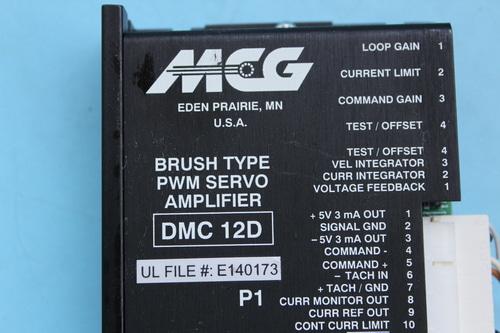 MCG
EDEN PRAIRIE, MN
U.S.A.
BRUSH TYPE
PWM SERVO
AMPLIFIER
DMC 12D
UL FILE #: E140173
P1
LOOP GAIN 1
CURRENT LIMIT 2
COMMAND GAIN 3
TEST / OFFSET 4
TEST / OFFSET 4
VEL INTEGRATOR 3
CURR INTEGRATOR 2
VOLTAGE FEEDBACK 1
+ 5V 3 mA OUT 1
SIGNAL GND 2
– 5V 3 mA OUT 3
COMMAND - 4
COMMAND + 5
– TACH IN 6
+ TACH / GND 7
CURR MONITOR OUT 8
CURR REF OUT 9
CONT CURR LIMIT 10